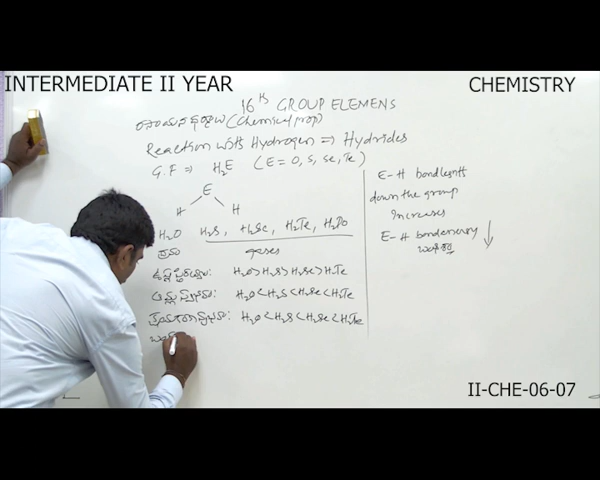 INTERMEDIATE II YEAR
CHEMISTRY
16th GROUP ELEMENS
(Chemical prop)
Reaction with Hydrogen ⇒ Hydrides
G.F ⇒ H₂E (E = O, S, Se, Te)
E
H H
H₂O H₂S, H₂Se, H₂Te, H₂Po
gases
H₂O > H₂S > H₂Se > H₂Te
H₂O < H₂S < H₂Se < H₂Te
H₂O < H₂S < H₂Se < H₂Te
E-H bond length
down the group
Increases
E-H bond energy
II-CHE-06-07